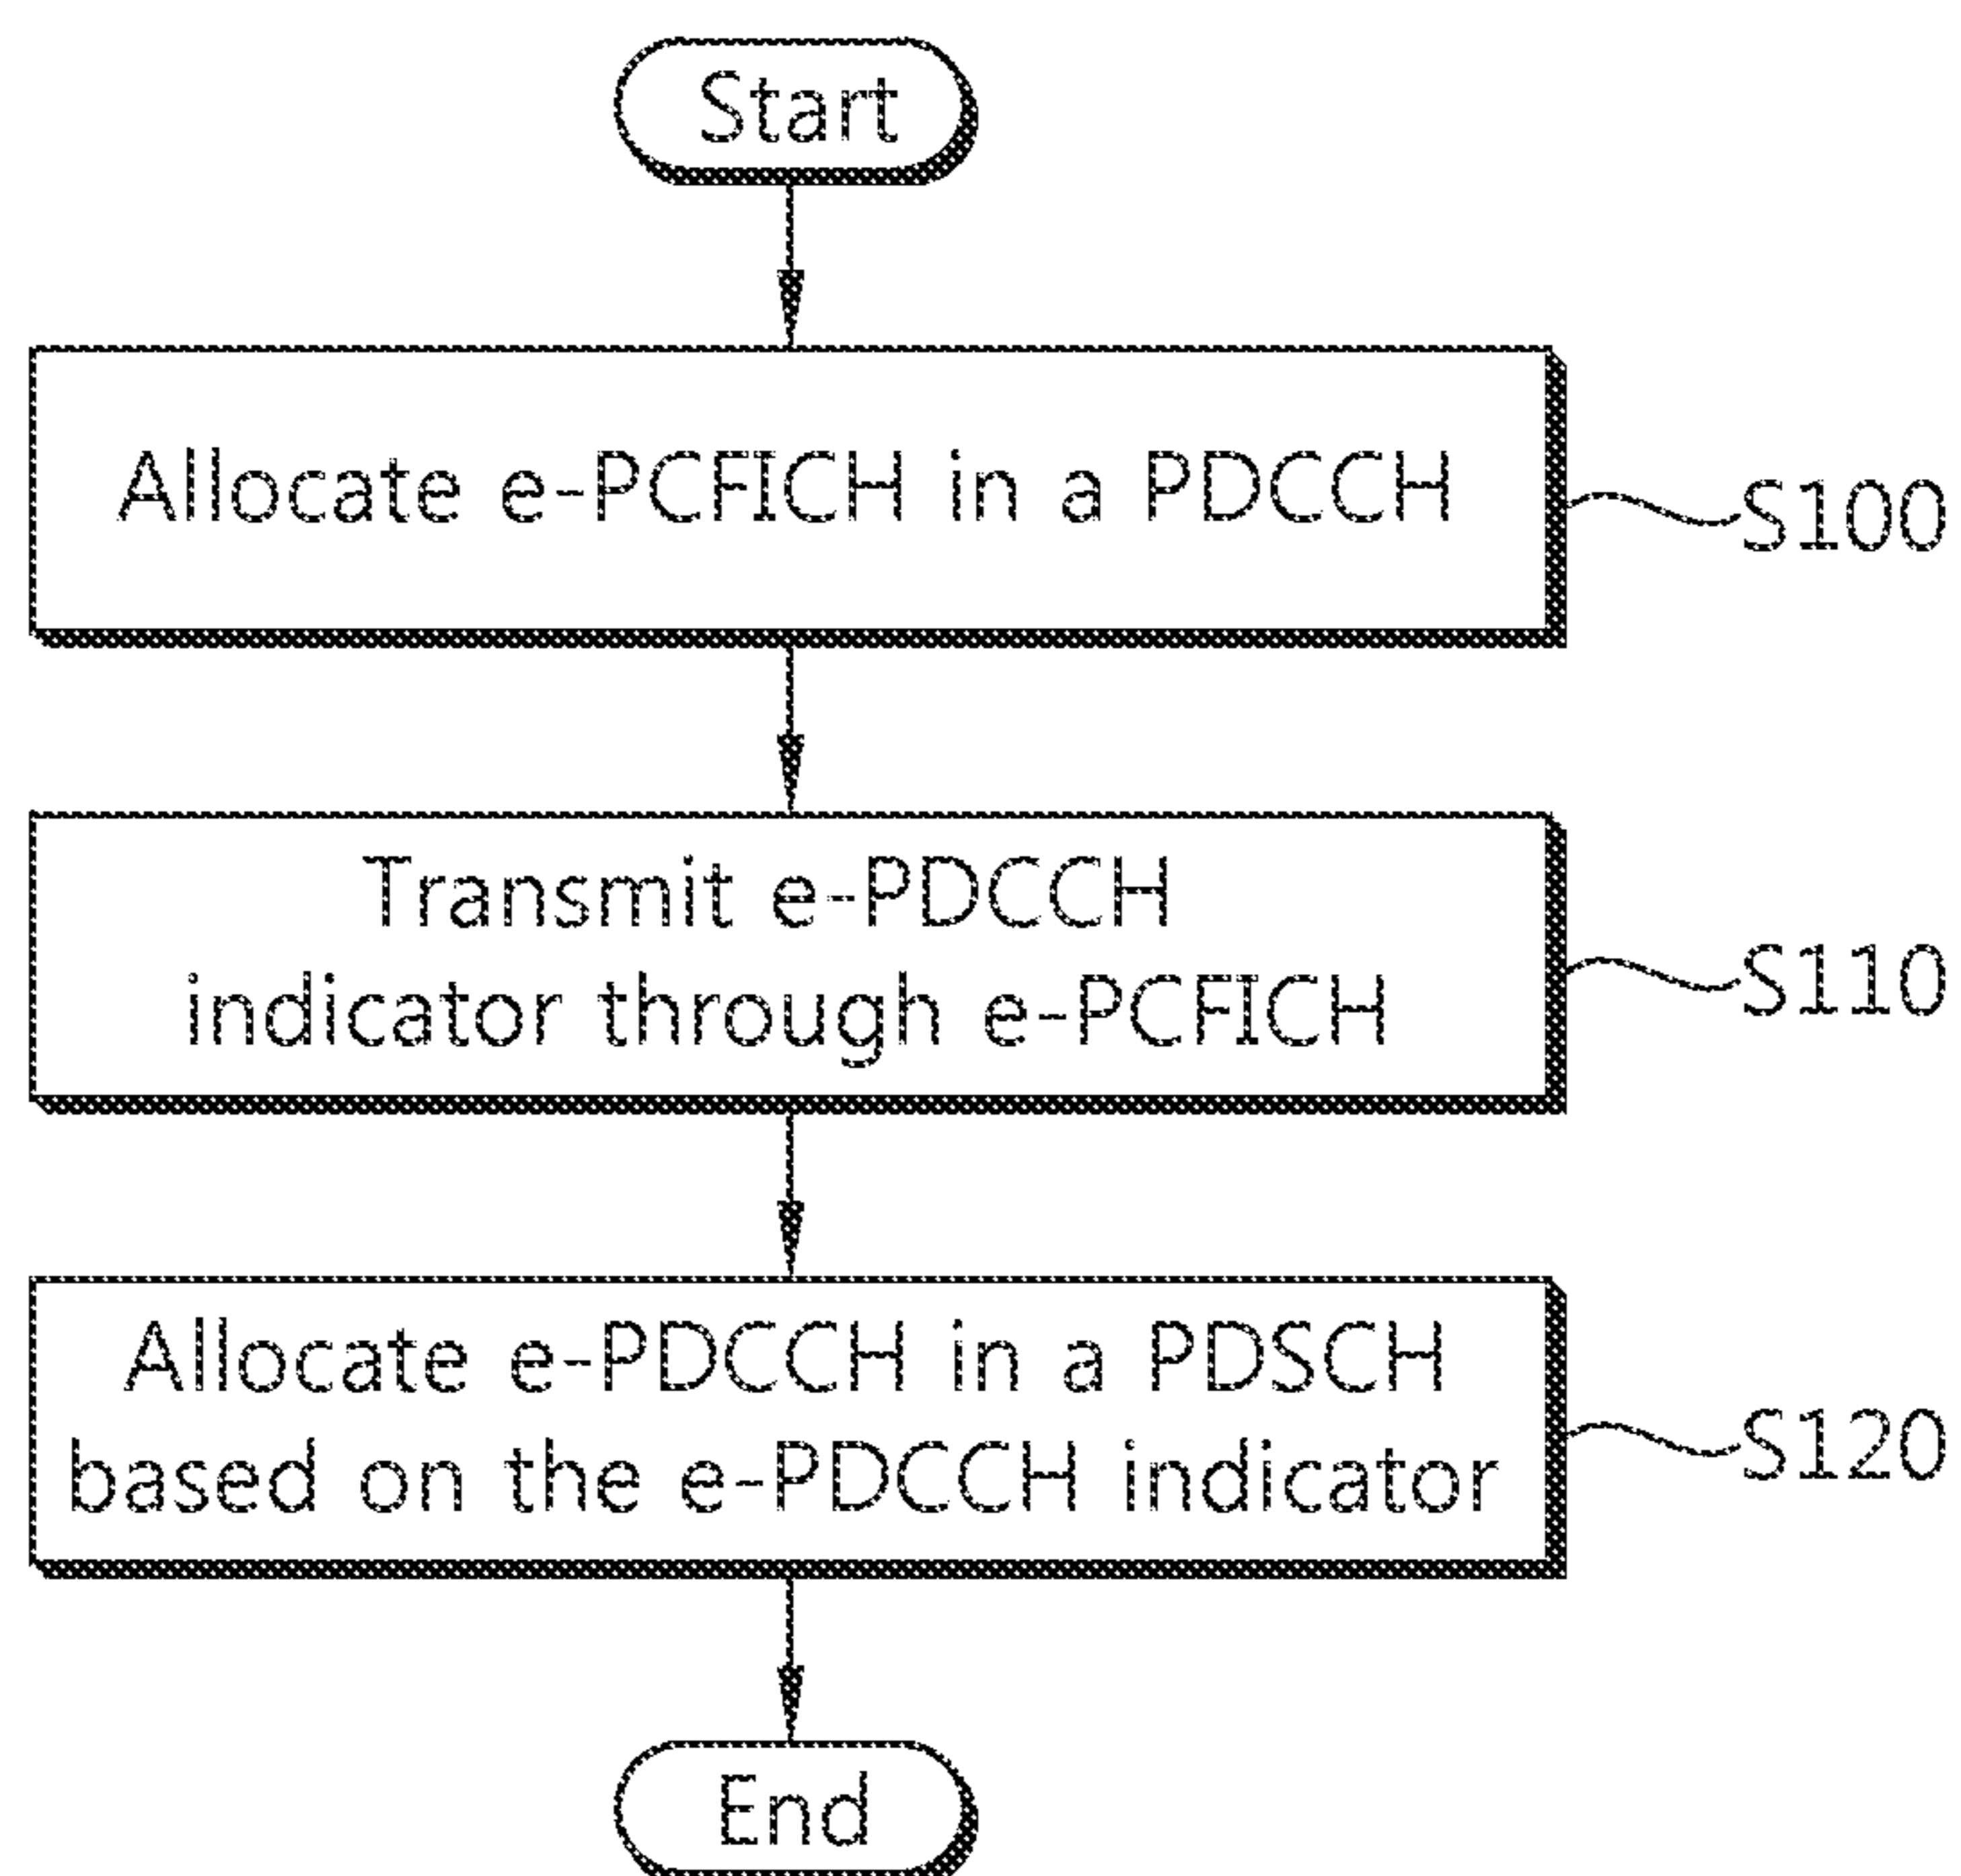 Start
Allocate e-PCFICH in a PDCCH
S100
Transmit e-PDCCH
indicator through e-PCFICH
S110
Allocate e-PDCCH in a PDSCH
based on the e-PDCCH indicator
S120
End